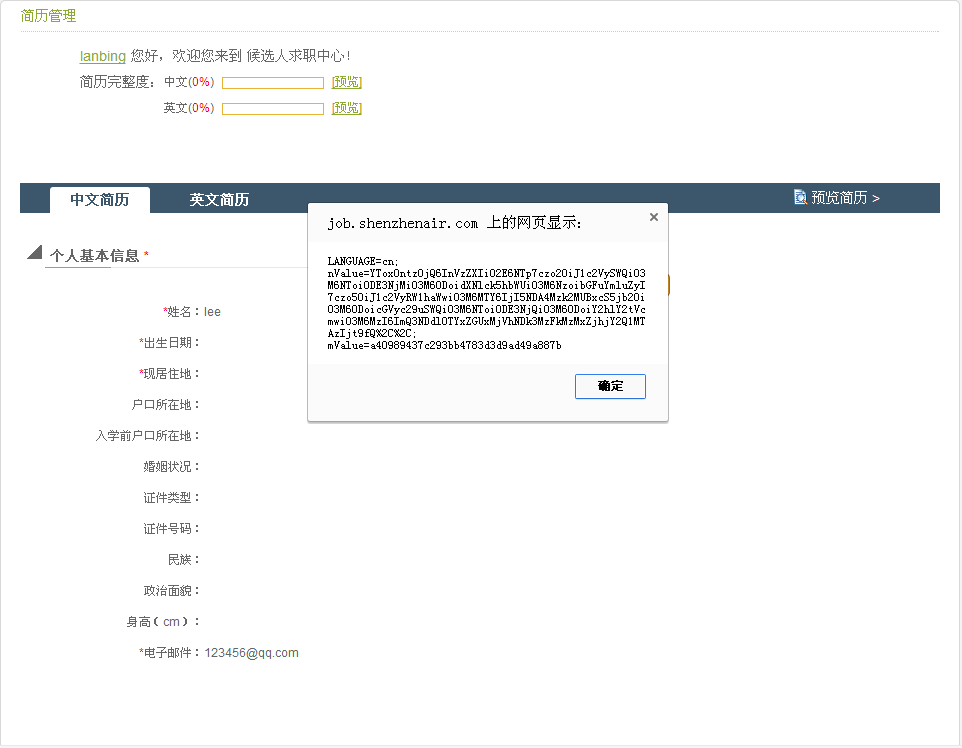 简历管理
lanbing 您好，欢迎您来到 候选人求职中心！
简历完整度：中文(0%) [预览]
英文(0%) [预览]
中文简历 英文简历 预览简历 >
job.shenzhenair.com 上的网页显示:
LANGUAGE=cn;
nValue=YToxOntzOjQ6InVzZXIiO2E6NTp7czo2OiJ1c2VySWQiO3
M6NToiODE3NjMiO3M6ODoidXNlck5hbWUiO3M6NzoibGFuYmluZyI
7czo5OiJ1c2VyRW1haWwiO3M6MTY6IjI5NDA4Mzk2MUBxcS5jb20i
O3M6ODoicGVyc29uSWQiO3M6NToiODE3NjQiO3M6ODoiY2hlY2tVc
mwiO3M6MzI6ImQ3NDdlOTYxZGUxMjVhNDk3MzFkMzMxZjhjY2Q1MT
AzIjt9fQ%2C%2C;
mValue=a40989437c293bb4783d3d9ad49a887b
确定
个人基本信息 *
*姓名：lee
*出生日期：
*现居住地：
户口所在地：
入学前户口所在地：
婚姻状况：
证件类型：
证件号码：
民族：
政治面貌：
身高（cm）：
*电子邮件：123456@qq.com